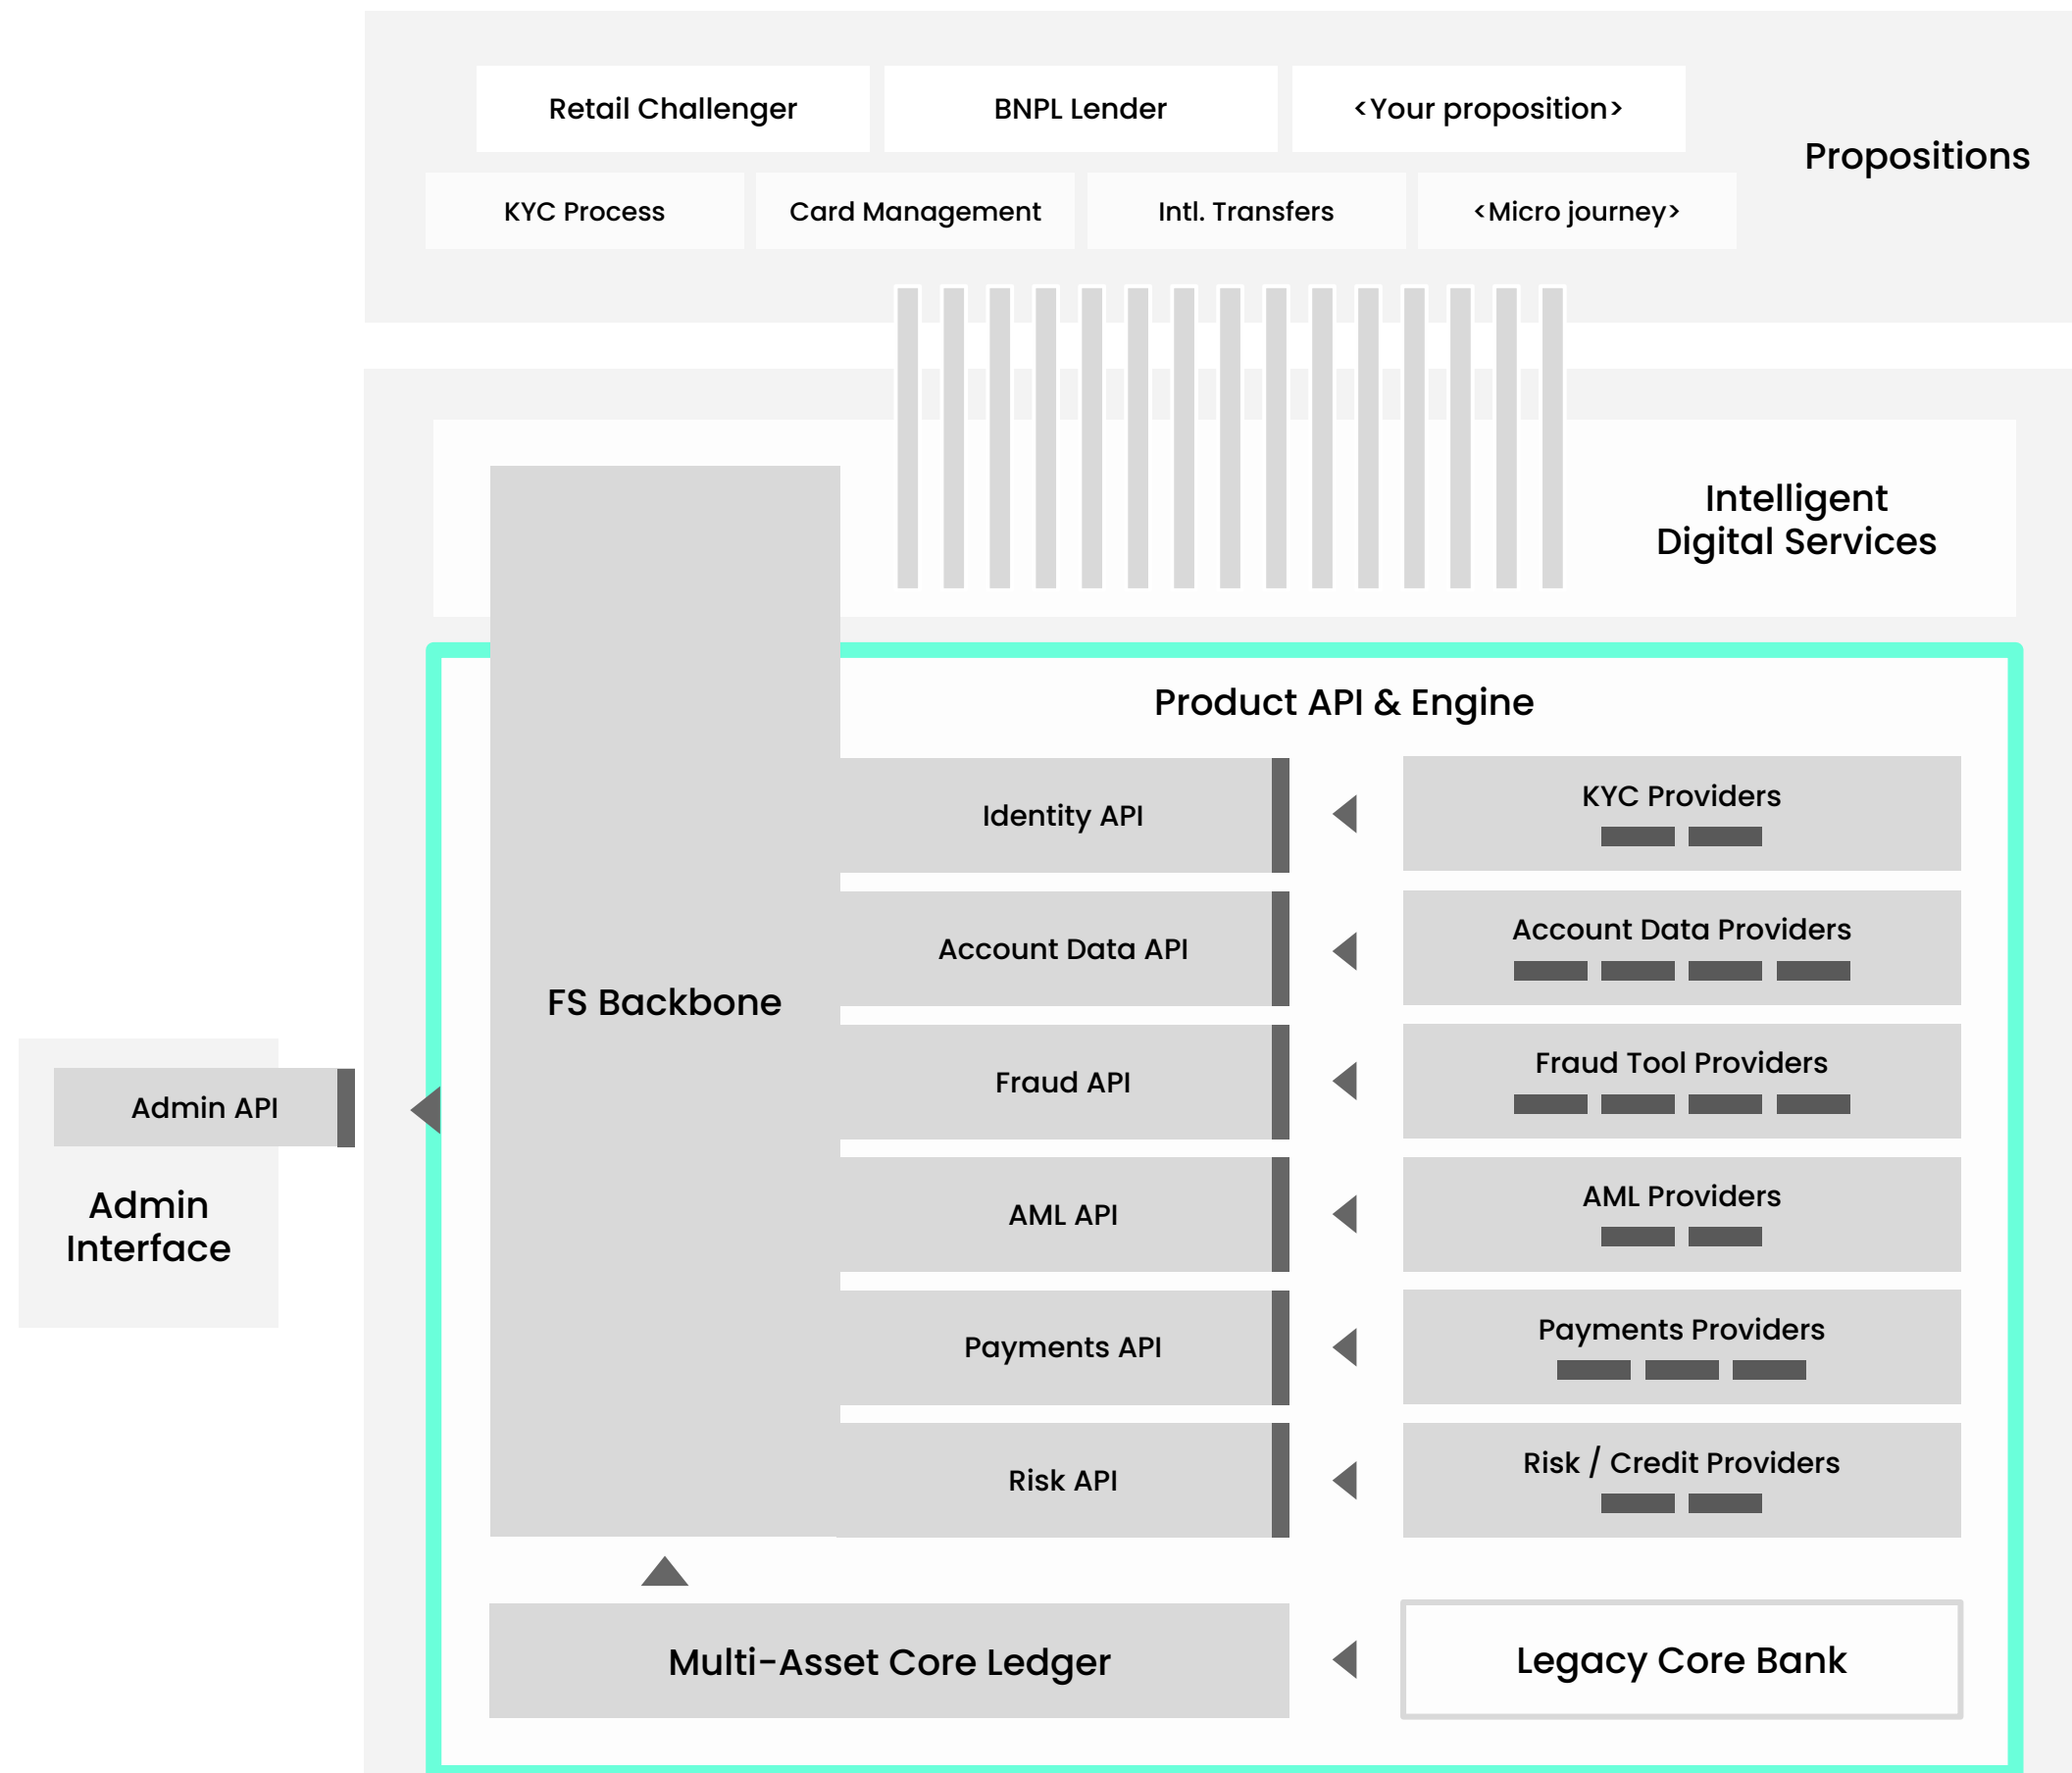 Retail Challenger
BNPL Lender
<Your proposition>
Propositions
KYC Process
Card Management
Intl. Transfers
<Micro journey>
Intelligent
Digital Services
Product API & Engine
FS Backbone
Identity API
KYC Providers
Account Data API
Account Data Providers
Fraud API
Fraud Tool Providers
AML API
AML Providers
Payments API
Payments Providers
Risk API
Risk / Credit Providers
Admin API
Admin
Interface
Multi-Asset Core Ledger
Legacy Core Bank